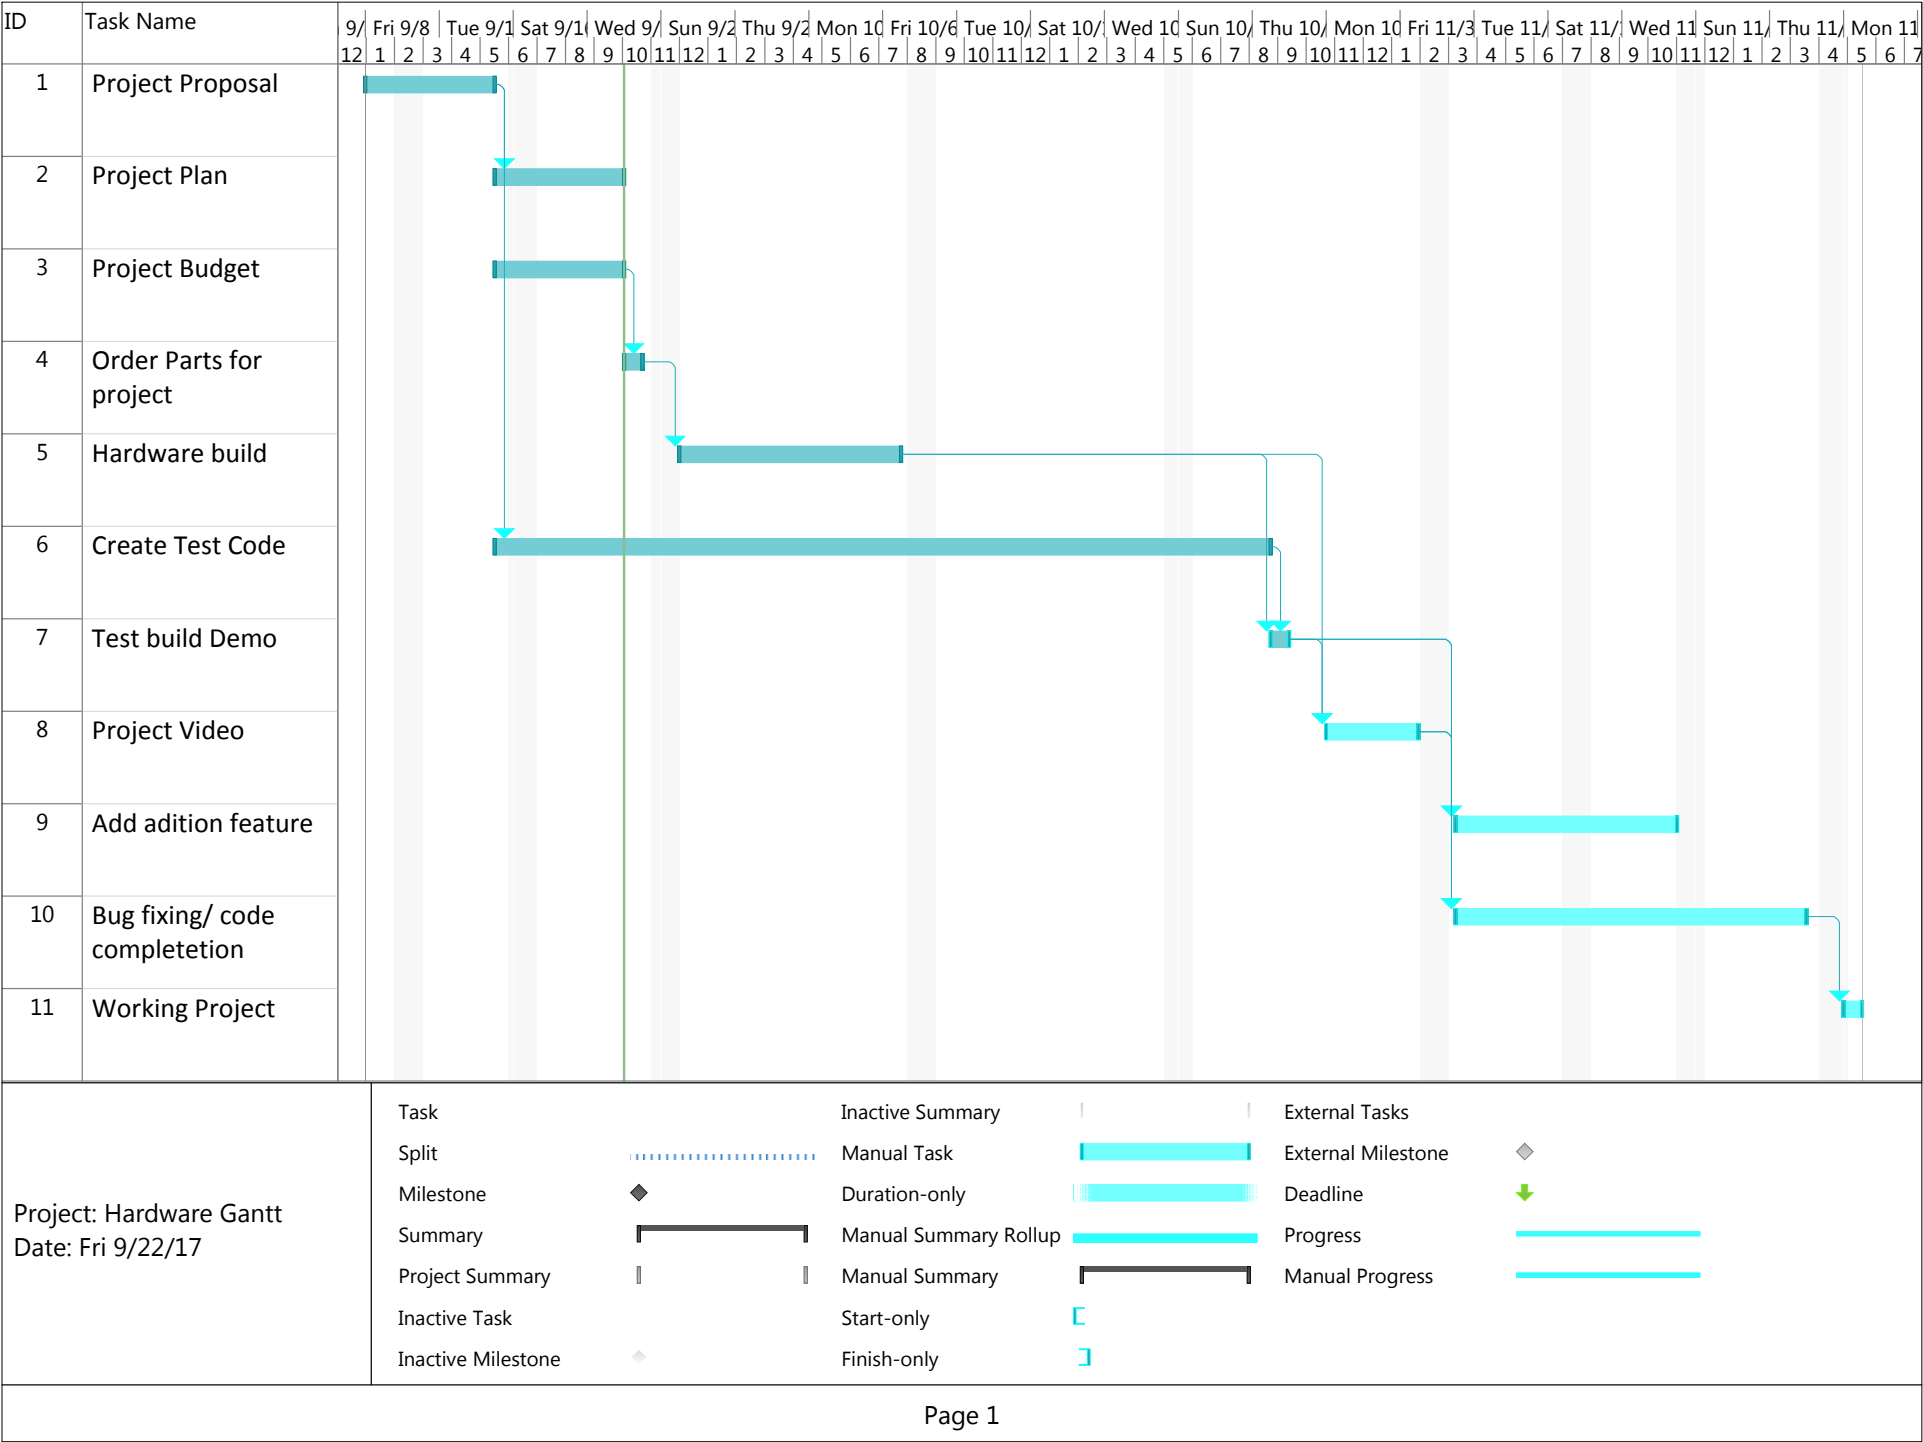 ID Task Name 9/ Fri 9/8 Tue 9/1 Sat 9/1 Wed 9/ Sun 9/2 Thu 9/2 Mon 10 Fri 10/6 Tue 10/ Sat 10/ Wed 10 Sun 10/ Thu 10/ Mon 10 Fri 11/3 Tue 11/ Sat 11/ Wed 11 Sun 11/ Thu 11/ Mon 11
12 1 2 3 4 5 6 7 8 9 10 11 12 1 2 3 4 5 6 7 8 9 10 11 12 1 2 3 4 5 6 7 8 9 10 11 12 1 2 3 4 5 6 7 8 9 10 11 12 1 2 3 4 5 6 7
1 Project Proposal
2 Project Plan
3 Project Budget
4 Order Parts for
project
5 Hardware build
6 Create Test Code
7 Test build Demo
8 Project Video
9 Add adition feature
10 Bug fixing/ code
completetion
11 Working Project
Project: Hardware Gantt
Date: Fri 9/22/17
Task
Split
Milestone
Summary
Project Summary
Inactive Task
Inactive Milestone
Inactive Summary
Manual Task
Duration-only
Manual Summary Rollup
Manual Summary
Start-only
Finish-only
External Tasks
External Milestone
Deadline
Progress
Manual Progress
Page 1